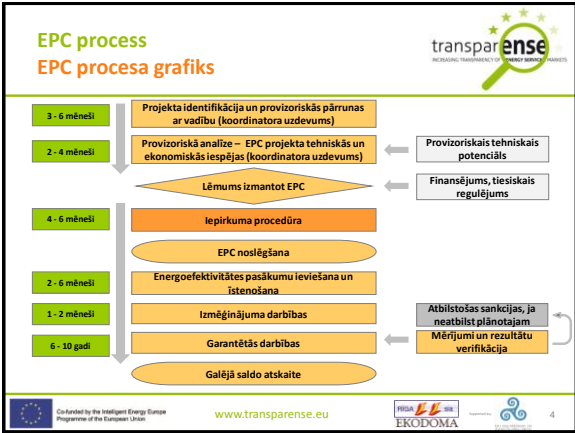 EPC process
EPC procesa grafiks
transparense
INCREASING TRANSPARENCY OF ENERGY SERVICE MARKETS
3 - 6 mēneši
Projekta identifikācija un provizoriskās pārrunas
ar vadību (koordinatora uzdevums)
2 - 4 mēneši
Provizoriskā analīze – EPC projekta tehniskās un
ekonomiskās iespējas (koordinatora uzdevums)
Provizoriskais tehniskais
potenciāls
Lēmums izmantot EPC
Finansējums, tiesiskais
regulējums
4 - 6 mēneši
Iepirkuma procedūra
EPC noslēgšana
2 - 6 mēneši
Energoefektivitātes pasākumu ieviešana un
īstenošana
1 - 2 mēneši
Izmēģinājuma darbības
Atbilstošas sankcijas, ja
neatbilst plānotajam
6 - 10 gadi
Garantētās darbības
Mērījumi un rezultātu
verifikācija
Galējā saldo atskaite
Co-funded by the Intelligent Energy Europe
Programme of the European Union
www.transparense.eu
RĪGA SIA
EKODOMA
Supported by
4